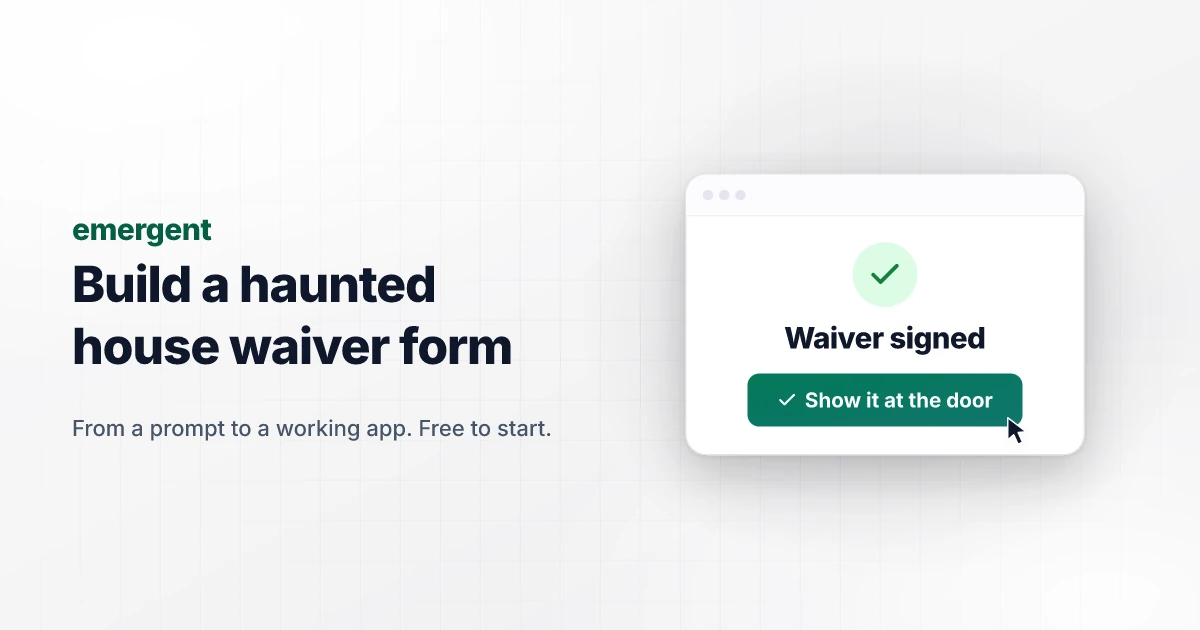 emergent
Build a haunted
house waiver form
From a prompt to a working app. Free to start.
Waiver signed
Show it at the door